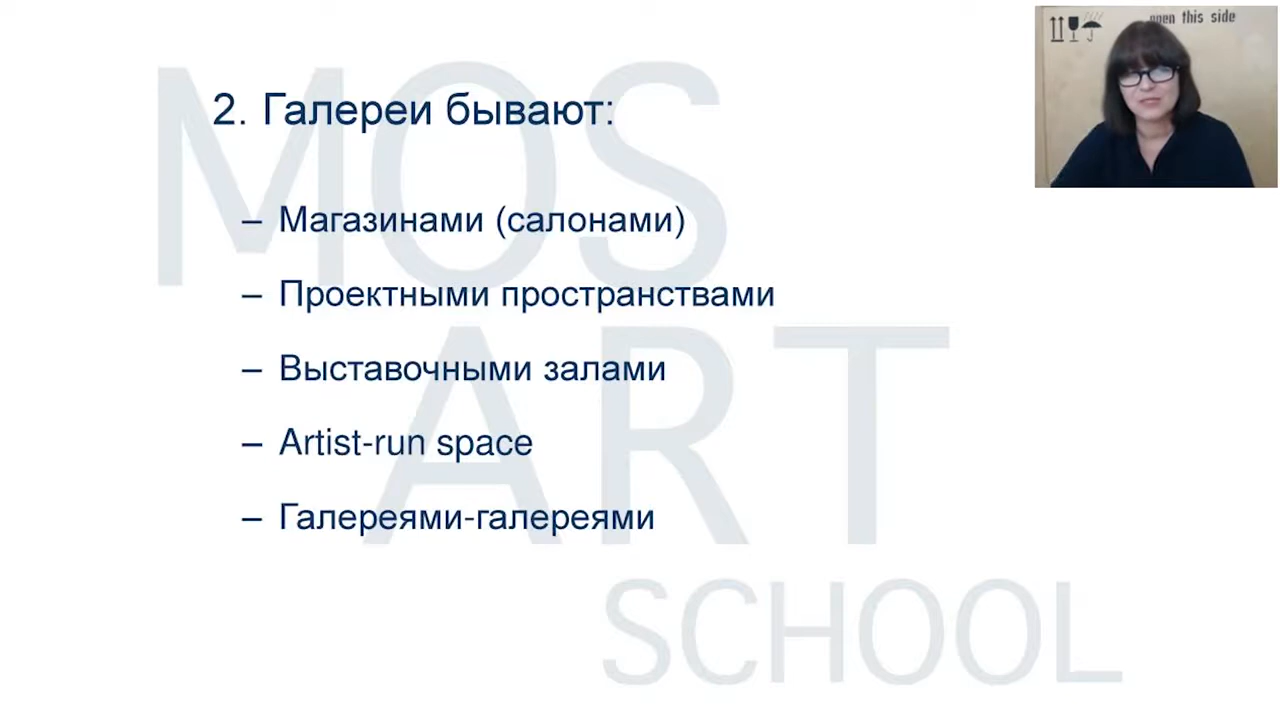 open this side
2. Галереи бывают:
– Магазинами (салонами)
– Проектными пространствами
– Выставочными залами
– Artist-run space
– Галереями-галереями
MOS
ART
SCHOOL